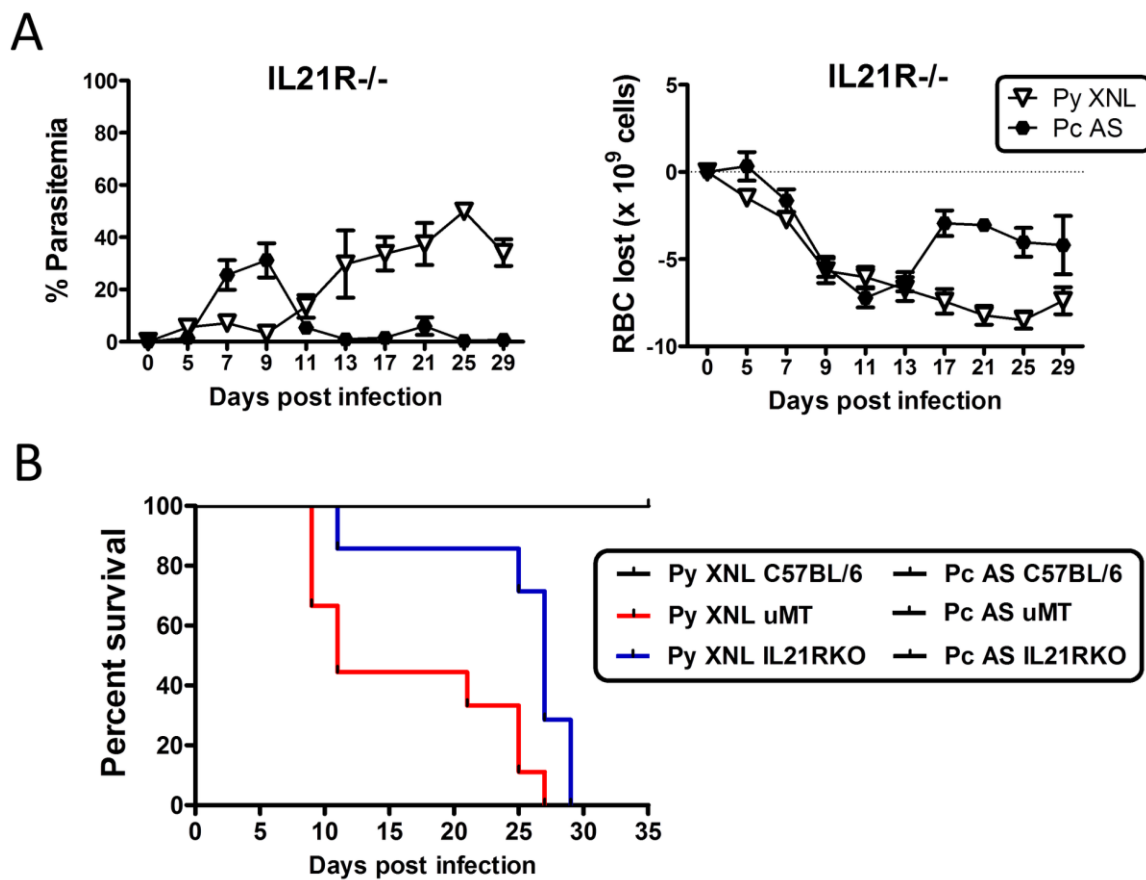 A
IL21R-/-
% Parasitemia
100
80
60
40
20
0
0 5 7 9 11 13 17 21 25 29
Days post infection
IL21R-/-
Py XNL
Pc AS
RBC lost (x 10⁹ cells)
5
0
-5
-10
0 5 7 9 11 13 17 21 25 29
Days post infection
B
Percent survival
100
80
60
40
20
0
0 5 10 15 20 25 30 35
Days post infection
Py XNL C57BL/6 Pc AS C57BL/6
Py XNL uMT Pc AS uMT
Py XNL IL21RKO Pc AS IL21RKO